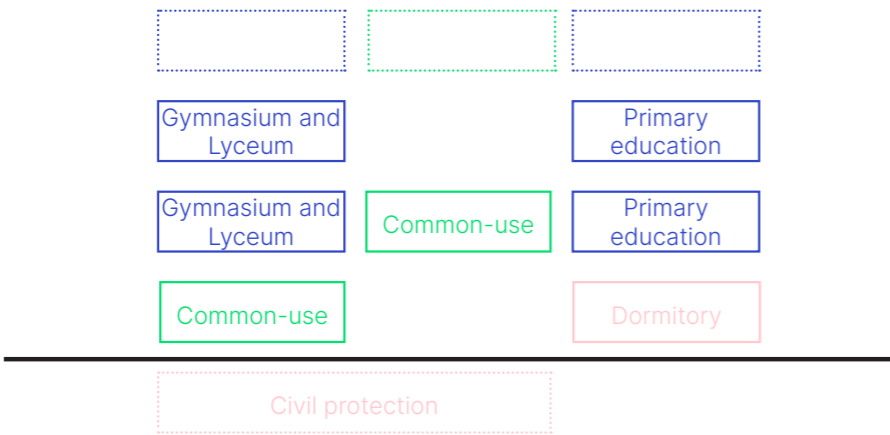 Gymnasium and
Lyceum
Primary
education
Gymnasium and
Lyceum
Common-use
Primary
education
Common-use
Dormitory
Civil protection